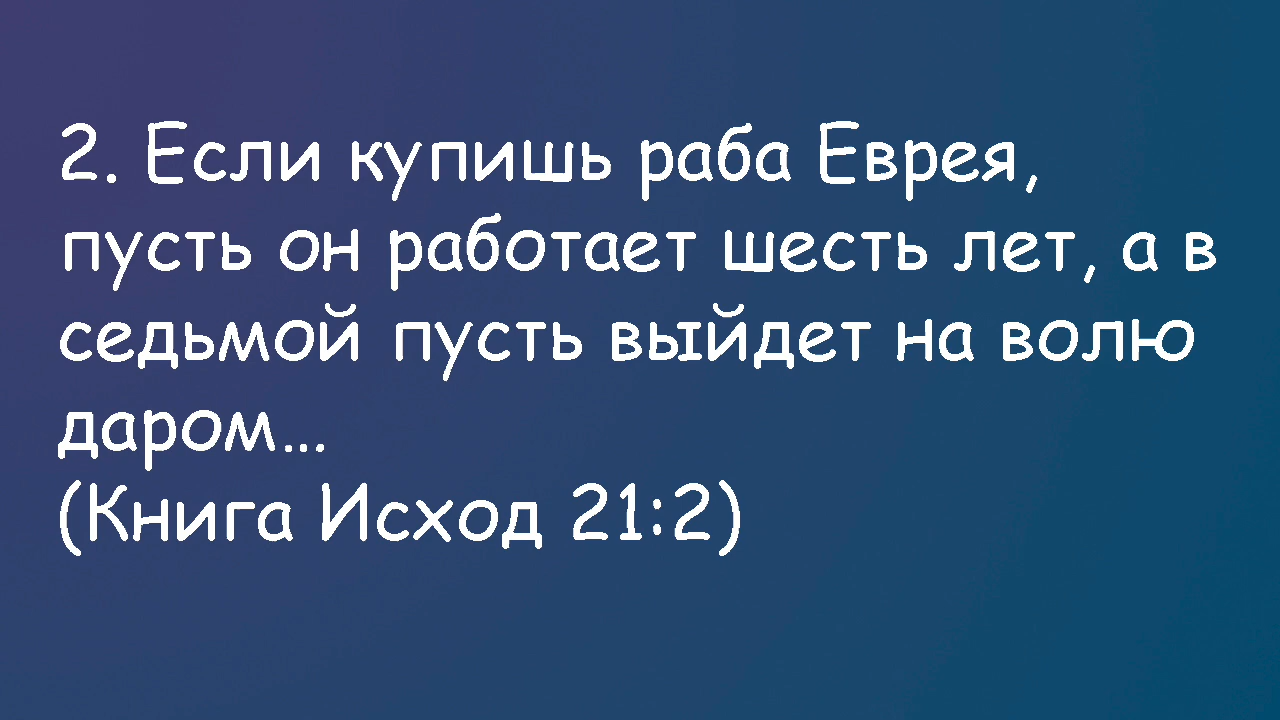 2. Если купишь раба Еврея,
пусть он работает шесть лет, а в
седьмой пусть выйдет на волю
даром...
(Книга Исход 21:2)